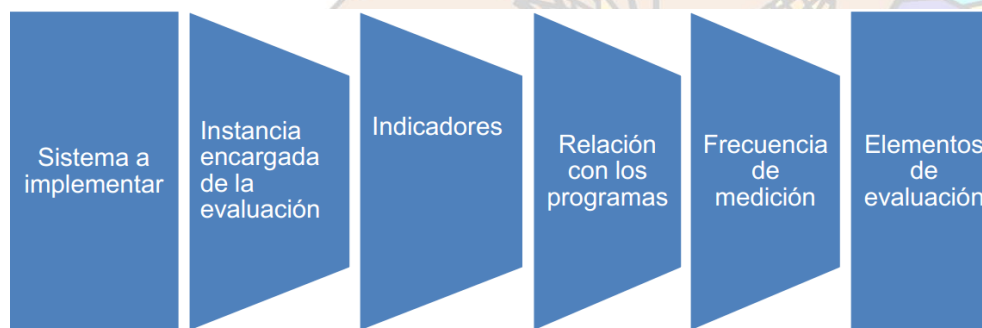 Sistema a
implementar
Instancia
encargada
de la
evaluación
Indicadores
Relación
con los
programas
Frecuencia
de
medición
Elementos
de
evaluación